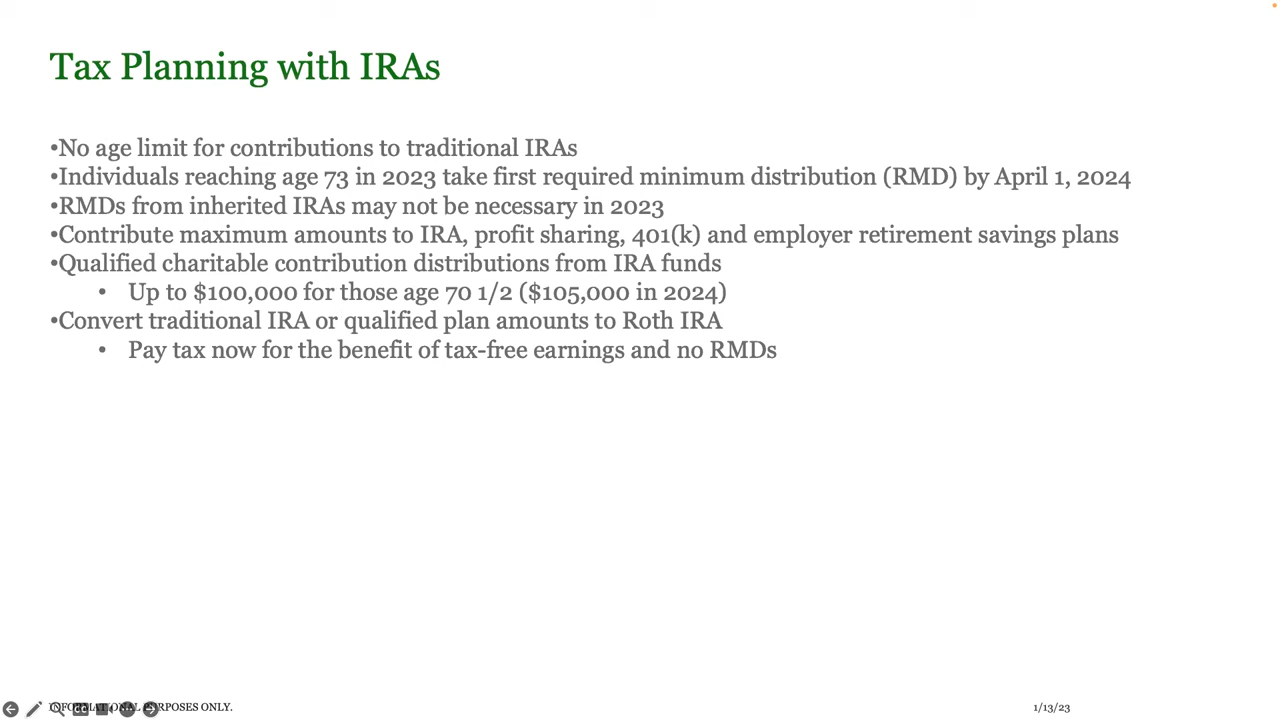 Tax Planning with IRAs
•No age limit for contributions to traditional IRAs
•Individuals reaching age 73 in 2023 take first required minimum distribution (RMD) by April 1, 2024
•RMDs from inherited IRAs may not be necessary in 2023
•Contribute maximum amounts to IRA, profit sharing, 401(k) and employer retirement savings plans
•Qualified charitable contribution distributions from IRA funds
• Up to $100,000 for those age 70 1/2 ($105,000 in 2024)
•Convert traditional IRA or qualified plan amounts to Roth IRA
• Pay tax now for the benefit of tax-free earnings and no RMDs
INFORMATIONAL PURPOSES ONLY.
1/13/23